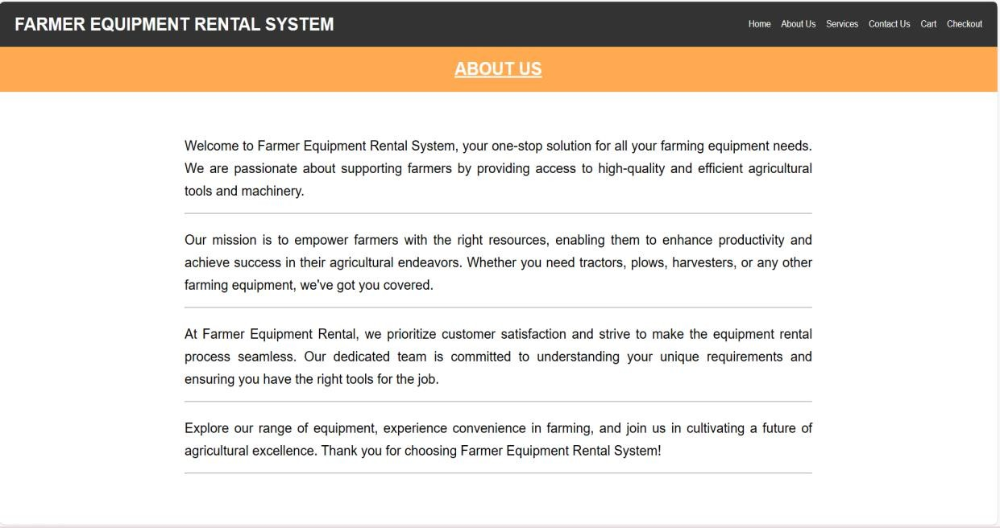 FARMER EQUIPMENT RENTAL SYSTEM
Home About Us Services Contact Us Cart Checkout
ABOUT US
Welcome to Farmer Equipment Rental System, your one-stop solution for all your farming equipment needs.
We are passionate about supporting farmers by providing access to high-quality and efficient agricultural
tools and machinery.
Our mission is to empower farmers with the right resources, enabling them to enhance productivity and
achieve success in their agricultural endeavors. Whether you need tractors, plows, harvesters, or any other
farming equipment, we've got you covered.
At Farmer Equipment Rental, we prioritize customer satisfaction and strive to make the equipment rental
process seamless. Our dedicated team is committed to understanding your unique requirements and
ensuring you have the right tools for the job.
Explore our range of equipment, experience convenience in farming, and join us in cultivating a future of
agricultural excellence. Thank you for choosing Farmer Equipment Rental System!